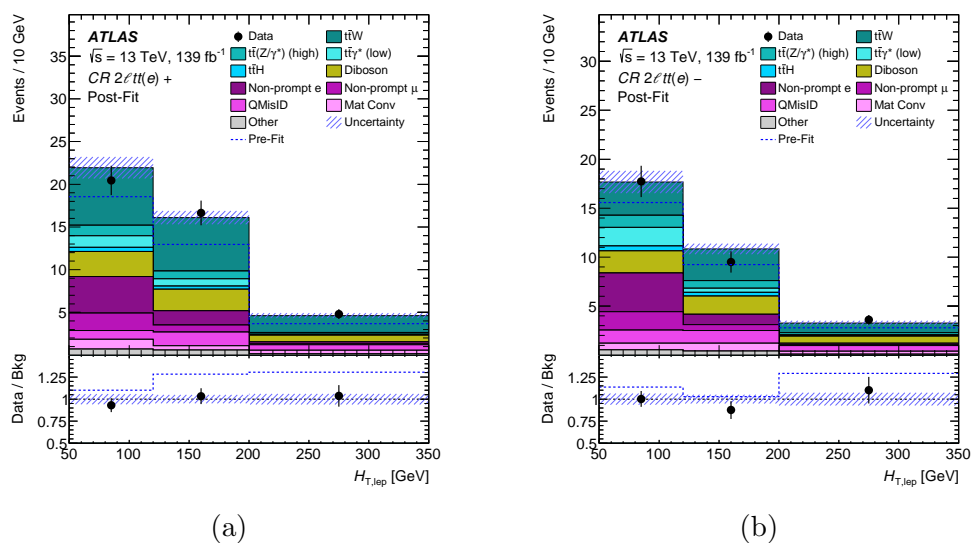 Events / 10 GeV
ATLAS
√s = 13 TeV, 139 fb⁻¹
CR 2ℓtt(e) +
Post-Fit
Data
tt̄W
tt̄(Z/γ*) (high)
tt̄γ* (low)
tt̄H
Diboson
Non-prompt e
Non-prompt μ
QMisID
Mat Conv
Other
Uncertainty
Pre-Fit
35
30
25
20
15
10
5
Data / Bkg
1.25
1
0.75
0.5
50 100 150 200 250 300 350
H_T,lep [GeV]
(a)
Events / 10 GeV
ATLAS
√s = 13 TeV, 139 fb⁻¹
CR 2ℓtt(e) −
Post-Fit
Data
tt̄W
tt̄(Z/γ*) (high)
tt̄γ* (low)
tt̄H
Diboson
Non-prompt e
Non-prompt μ
QMisID
Mat Conv
Other
Uncertainty
Pre-Fit
30
25
20
15
10
5
Data / Bkg
1.25
1
0.75
0.5
50 100 150 200 250 300 350
H_T,lep [GeV]
(b)